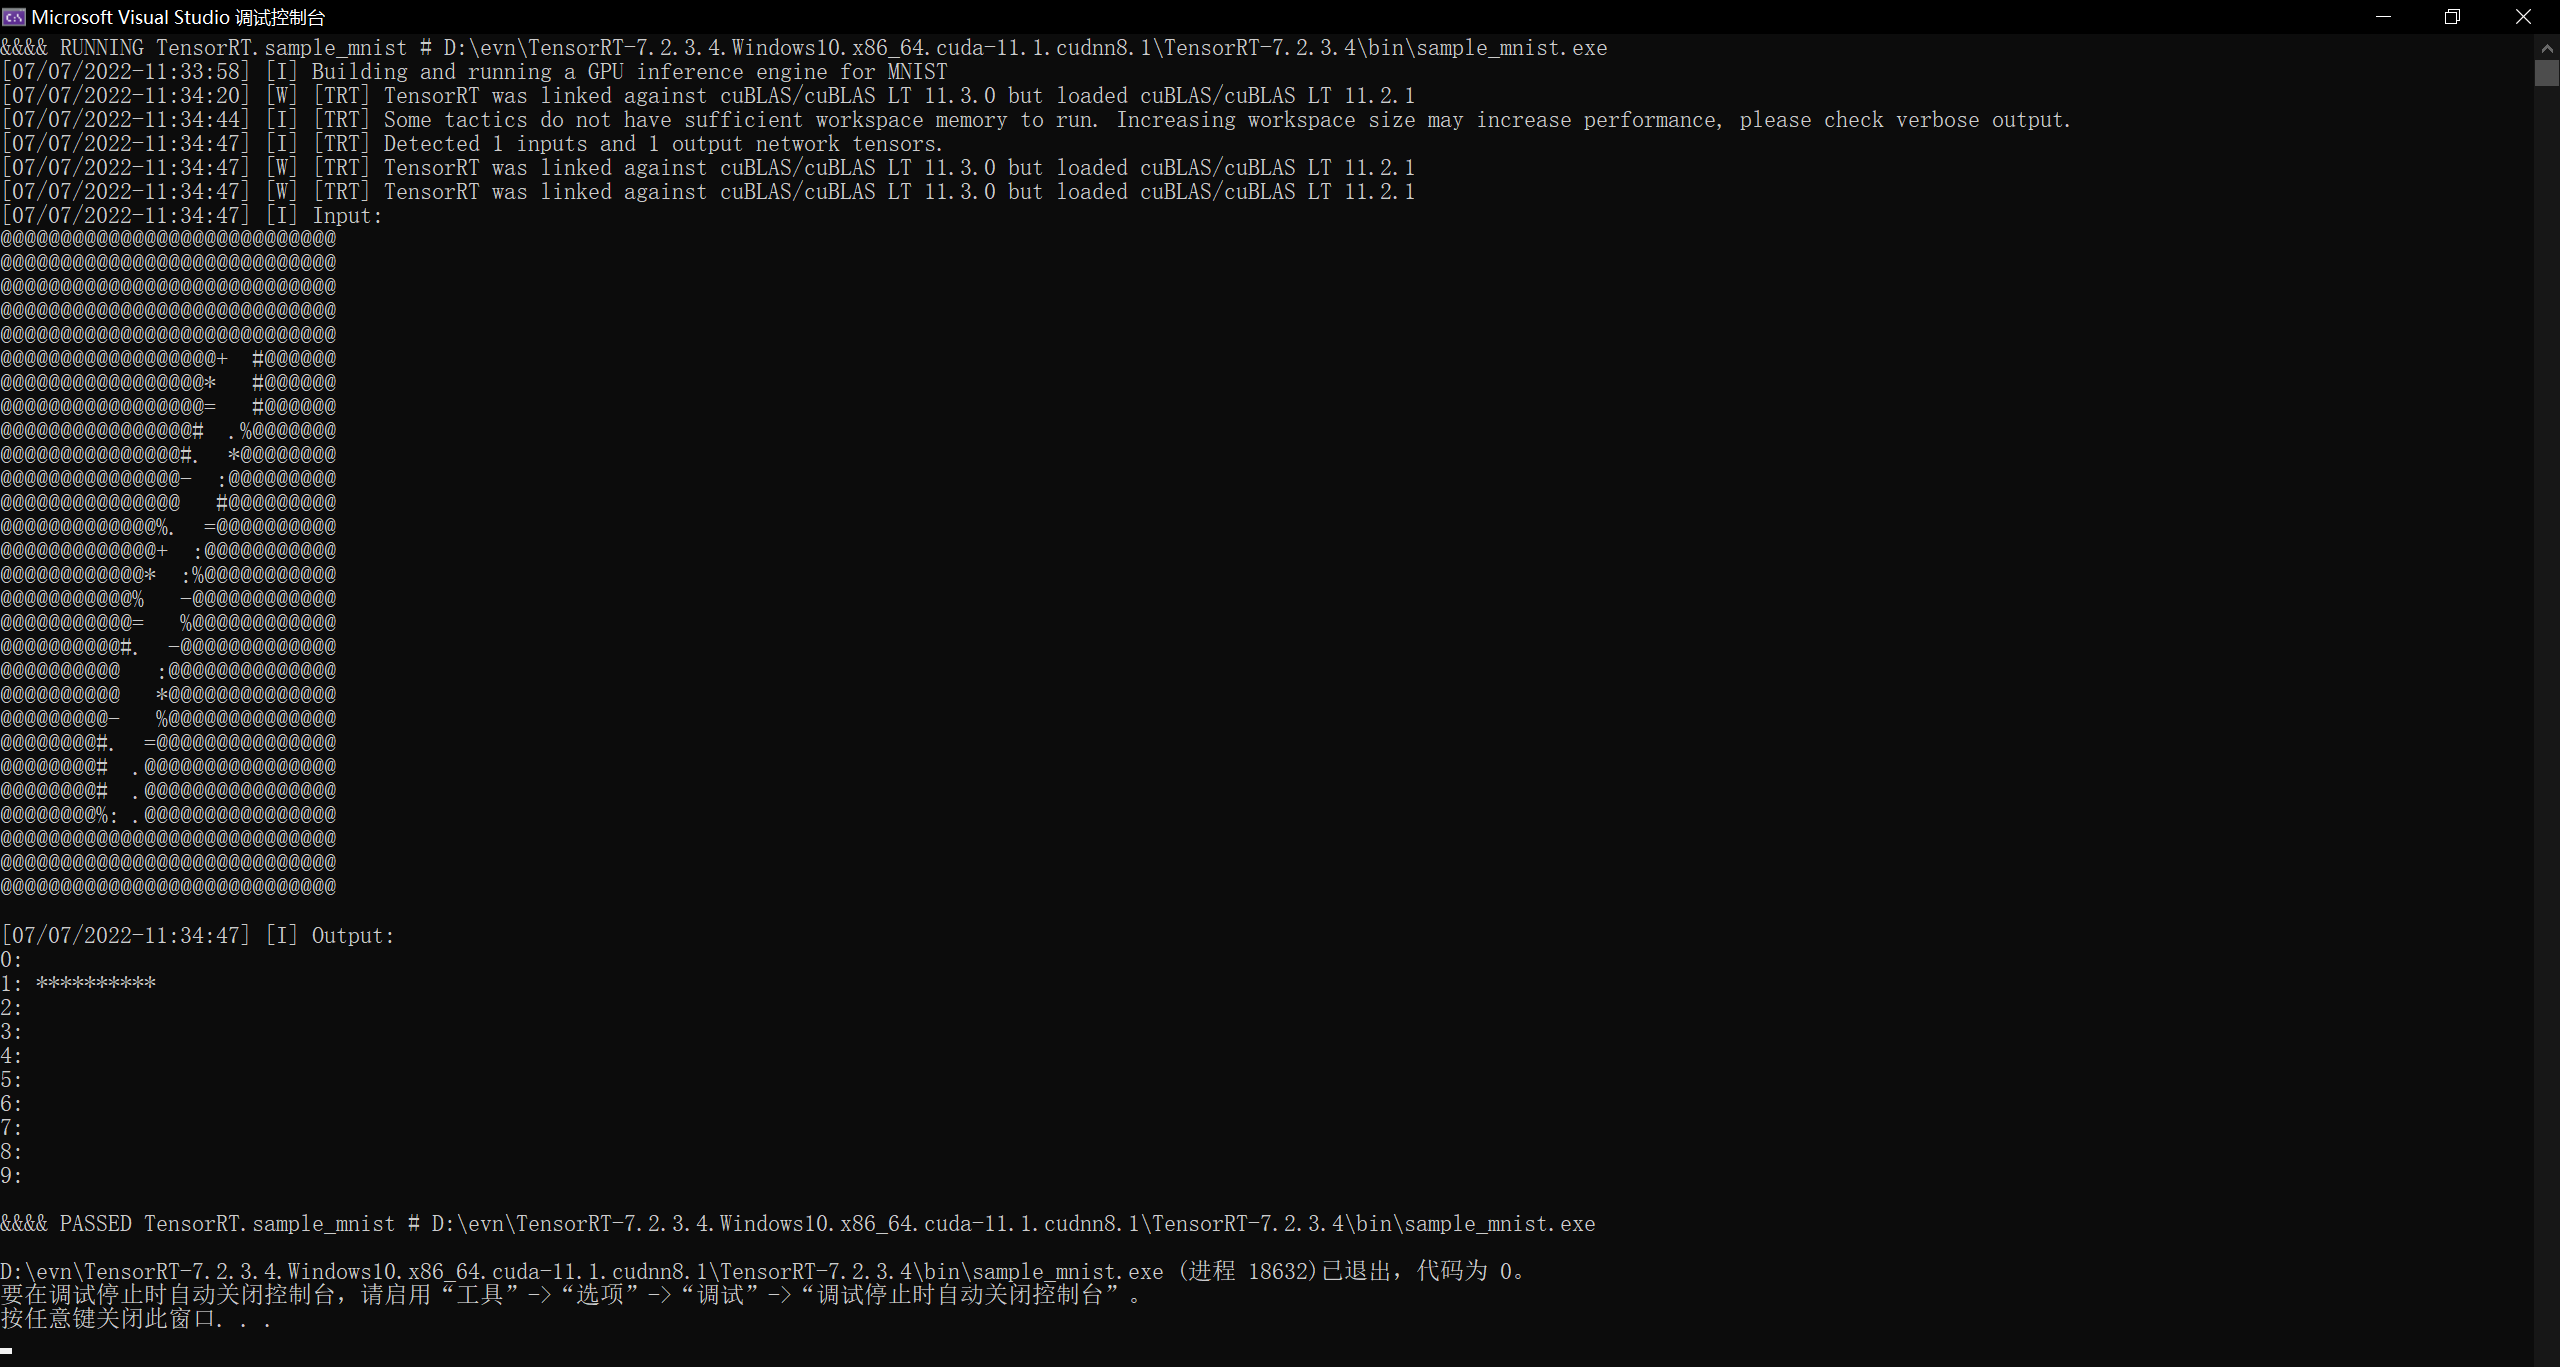 Microsoft Visual Studio 调试控制台
&&&& RUNNING TensorRT.sample_mnist # D:\evn\TensorRT-7.2.3.4.Windows10.x86_64.cuda-11.1.cudnn8.1\TensorRT-7.2.3.4\bin\sample_mnist.exe
[07/07/2022-11:33:58] [I] Building and running a GPU inference engine for MNIST
[07/07/2022-11:34:20] [W] [TRT] TensorRT was linked against cuBLAS/cuBLAS LT 11.3.0 but loaded cuBLAS/cuBLAS LT 11.2.1
[07/07/2022-11:34:44] [I] [TRT] Some tactics do not have sufficient workspace memory to run. Increasing workspace size may increase performance, please check verbose output.
[07/07/2022-11:34:47] [I] [TRT] Detected 1 inputs and 1 output network tensors.
[07/07/2022-11:34:47] [W] [TRT] TensorRT was linked against cuBLAS/cuBLAS LT 11.3.0 but loaded cuBLAS/cuBLAS LT 11.2.1
[07/07/2022-11:34:47] [W] [TRT] TensorRT was linked against cuBLAS/cuBLAS LT 11.3.0 but loaded cuBLAS/cuBLAS LT 11.2.1
[07/07/2022-11:34:47] [I] Input:
@@@@@@@@@@@@@@@@@@@@@@@@@@@@
@@@@@@@@@@@@@@@@@@@@@@@@@@@@
@@@@@@@@@@@@@@@@@@@@@@@@@@@@
@@@@@@@@@@@@@@@@@@@@@@@@@@@@
@@@@@@@@@@@@@@@@@@@@@@@@@@@@
@@@@@@@@@@@@@@@@@@+  #@@@@@@
@@@@@@@@@@@@@@@@@*   #@@@@@@
@@@@@@@@@@@@@@@@@=   #@@@@@@
@@@@@@@@@@@@@@@@#  .%@@@@@@@
@@@@@@@@@@@@@@@#.  *@@@@@@@@
@@@@@@@@@@@@@@@-  :@@@@@@@@@
@@@@@@@@@@@@@@@   #@@@@@@@@@
@@@@@@@@@@@@@%.  =@@@@@@@@@@
@@@@@@@@@@@@@+  :@@@@@@@@@@@
@@@@@@@@@@@@*  :%@@@@@@@@@@@
@@@@@@@@@@@%   -@@@@@@@@@@@@
@@@@@@@@@@@=   %@@@@@@@@@@@@
@@@@@@@@@@#.  -@@@@@@@@@@@@@
@@@@@@@@@@   :@@@@@@@@@@@@@@
@@@@@@@@@@   *@@@@@@@@@@@@@@
@@@@@@@@@-   %@@@@@@@@@@@@@@
@@@@@@@@#.  =@@@@@@@@@@@@@@@
@@@@@@@@#  .@@@@@@@@@@@@@@@@
@@@@@@@@#  .@@@@@@@@@@@@@@@@
@@@@@@@@%: .@@@@@@@@@@@@@@@@
@@@@@@@@@@@@@@@@@@@@@@@@@@@@
@@@@@@@@@@@@@@@@@@@@@@@@@@@@
@@@@@@@@@@@@@@@@@@@@@@@@@@@@
[07/07/2022-11:34:47] [I] Output:
0:
1: **********
2:
3:
4:
5:
6:
7:
8:
9:
&&&& PASSED TensorRT.sample_mnist # D:\evn\TensorRT-7.2.3.4.Windows10.x86_64.cuda-11.1.cudnn8.1\TensorRT-7.2.3.4\bin\sample_mnist.exe
D:\evn\TensorRT-7.2.3.4.Windows10.x86_64.cuda-11.1.cudnn8.1\TensorRT-7.2.3.4\bin\sample_mnist.exe (进程 18632)已退出，代码为 0。
要在调试停止时自动关闭控制台，请启用“工具”->“选项”->“调试”->“调试停止时自动关闭控制台”。
按任意键关闭此窗口. . .